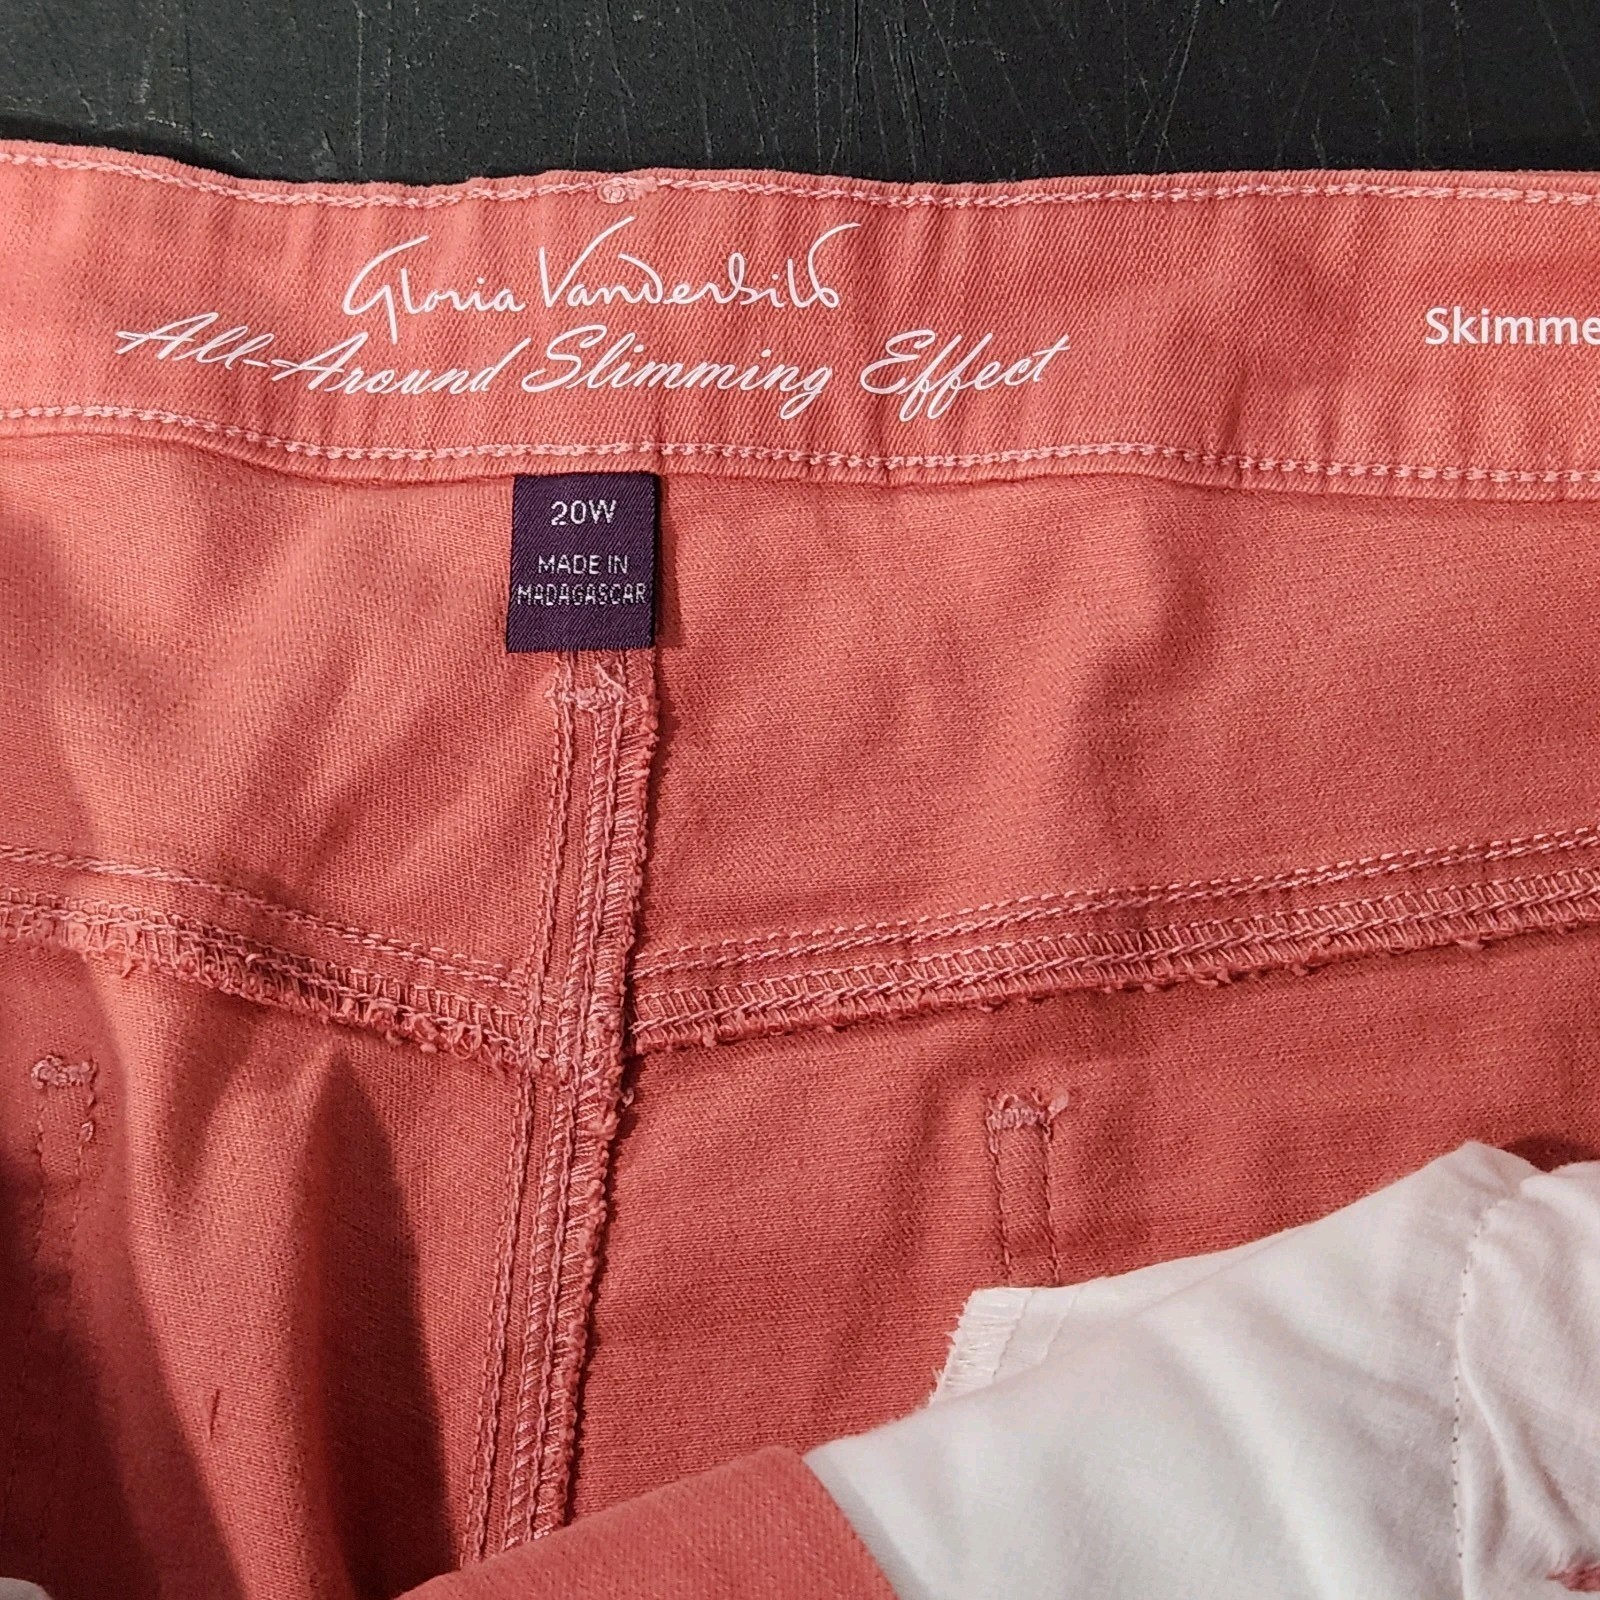 Gloria Vanderbilt
All-Around Slimming Effect
Skimme
20W
MADE IN
MADAGASCAR